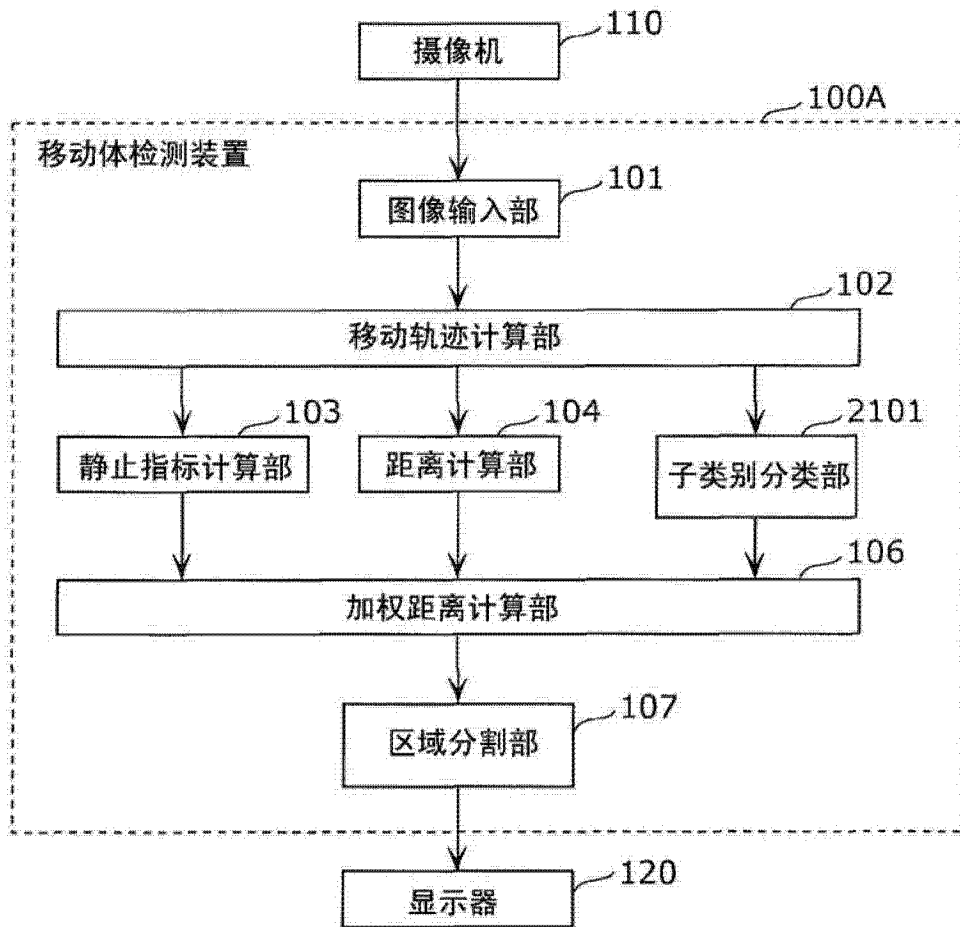 110
摄像机
100A
移动体检测装置
101
图像输入部
102
移动轨迹计算部
103
104
2101
静止指标计算部
距离计算部
子类别分类部
106
加权距离计算部
107
区域分割部
120
显示器